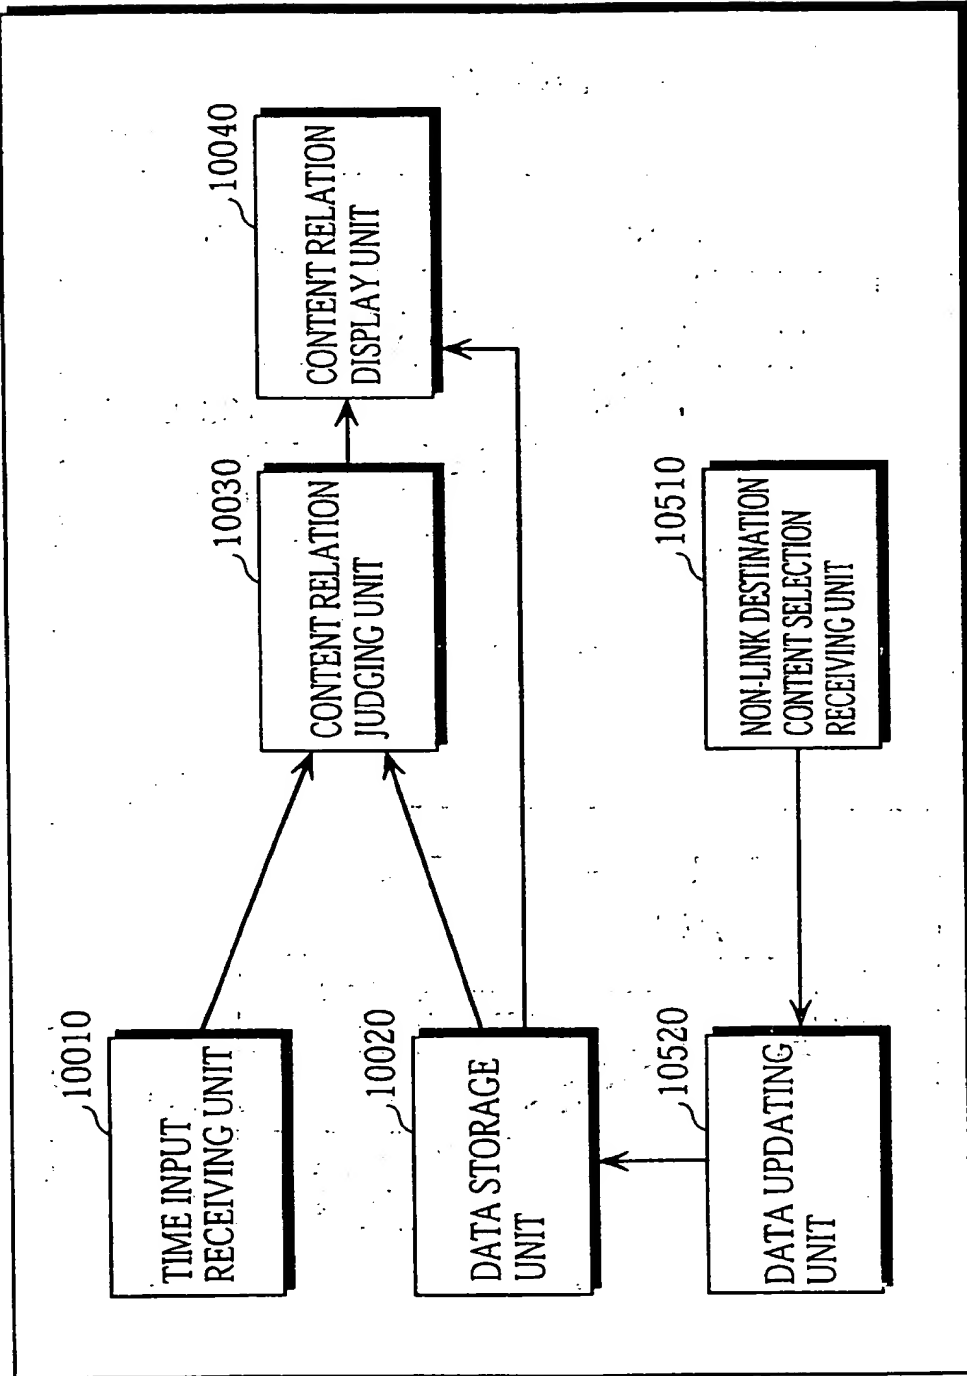 10010
TIME INPUT
RECEIVING UNIT
10020
DATA STORAGE
UNIT
10520
DATA UPDATING
UNIT
10030
CONTENT RELATION
JUDGING UNIT
10510
NON-LINK DESTINATION
CONTENT SELECTION
RECEIVING UNIT
10040
CONTENT RELATION
DISPLAY UNIT